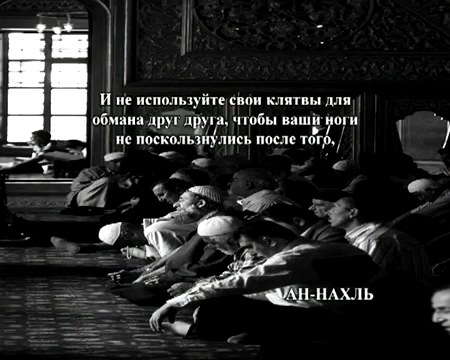 И не используйте свои клятвы для
обмана друг друга, чтобы ваши ноги
не поскользнулись после того,
АН-НАХЛЬ